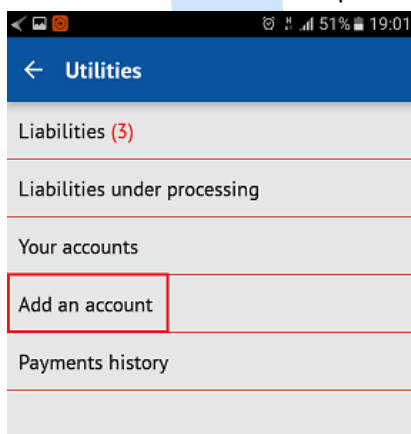 51% 19:01
Utilities
Liabilities (3)
Liabilities under processing
Your accounts
Add an account
Payments history